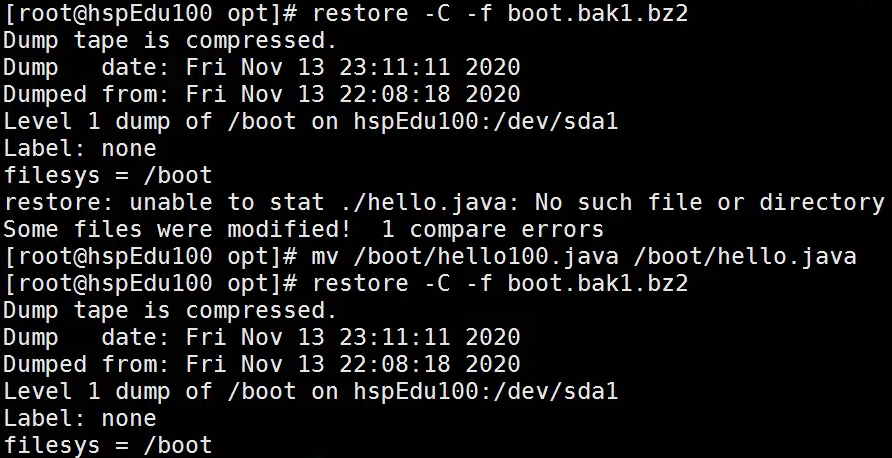 [root@hspEdu100 opt]# restore -C -f boot.bak1.bz2
Dump tape is compressed.
Dump   date: Fri Nov 13 23:11:11 2020
Dumped from: Fri Nov 13 22:08:18 2020
Level 1 dump of /boot on hspEdu100:/dev/sda1
Label: none
filesys = /boot
restore: unable to stat ./hello.java: No such file or directory
Some files were modified!  1 compare errors
[root@hspEdu100 opt]# mv /boot/hello100.java /boot/hello.java
[root@hspEdu100 opt]# restore -C -f boot.bak1.bz2
Dump tape is compressed.
Dump   date: Fri Nov 13 23:11:11 2020
Dumped from: Fri Nov 13 22:08:18 2020
Level 1 dump of /boot on hspEdu100:/dev/sda1
Label: none
filesys = /boot